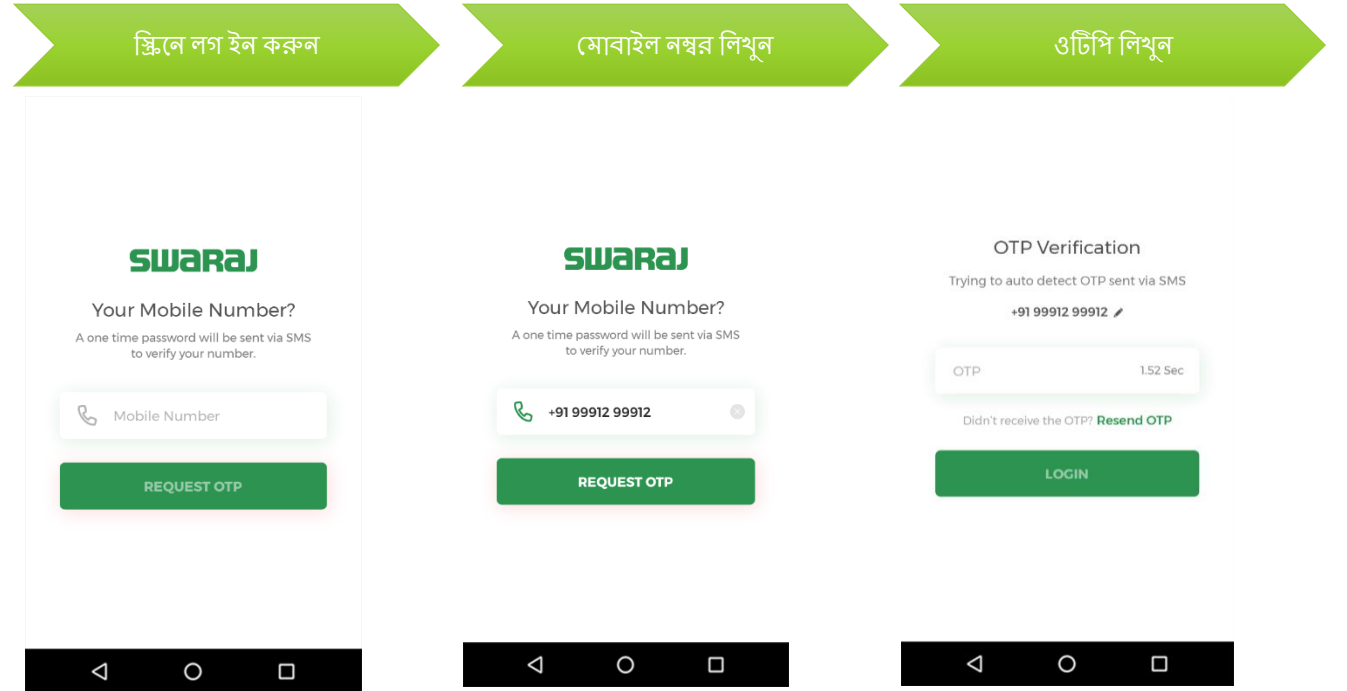 স্ক্রিনে লগ ইন করুন
মোবাইল নম্বর লিখুন
ওটিপি লিখুন
swaraj
Your Mobile Number?
A one time password will be sent via SMS
to verify your number.
Mobile Number
REQUEST OTP
swaraj
Your Mobile Number?
A one time password will be sent via SMS
to verify your number.
+91 99912 99912
REQUEST OTP
OTP Verification
Trying to auto detect OTP sent via SMS
+91 99912 99912
OTP 1.52 Sec
Didn't receive the OTP? Resend OTP
LOGIN